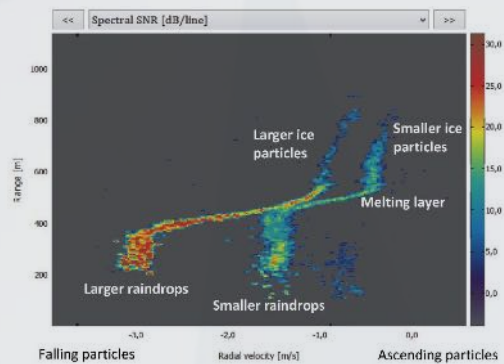 << Spectral SNR [dB/line] >>
30,0
25,0
20,0
15,0
10,0
5,0
0,0
1000
800
600
400
200
Range [m]
Larger ice
particles
Smaller ice
particles
Melting layer
Larger raindrops
Smaller raindrops
-3,0 -2,0 -1,0 0,0
Falling particles Radial velocity [m/s] Ascending particles